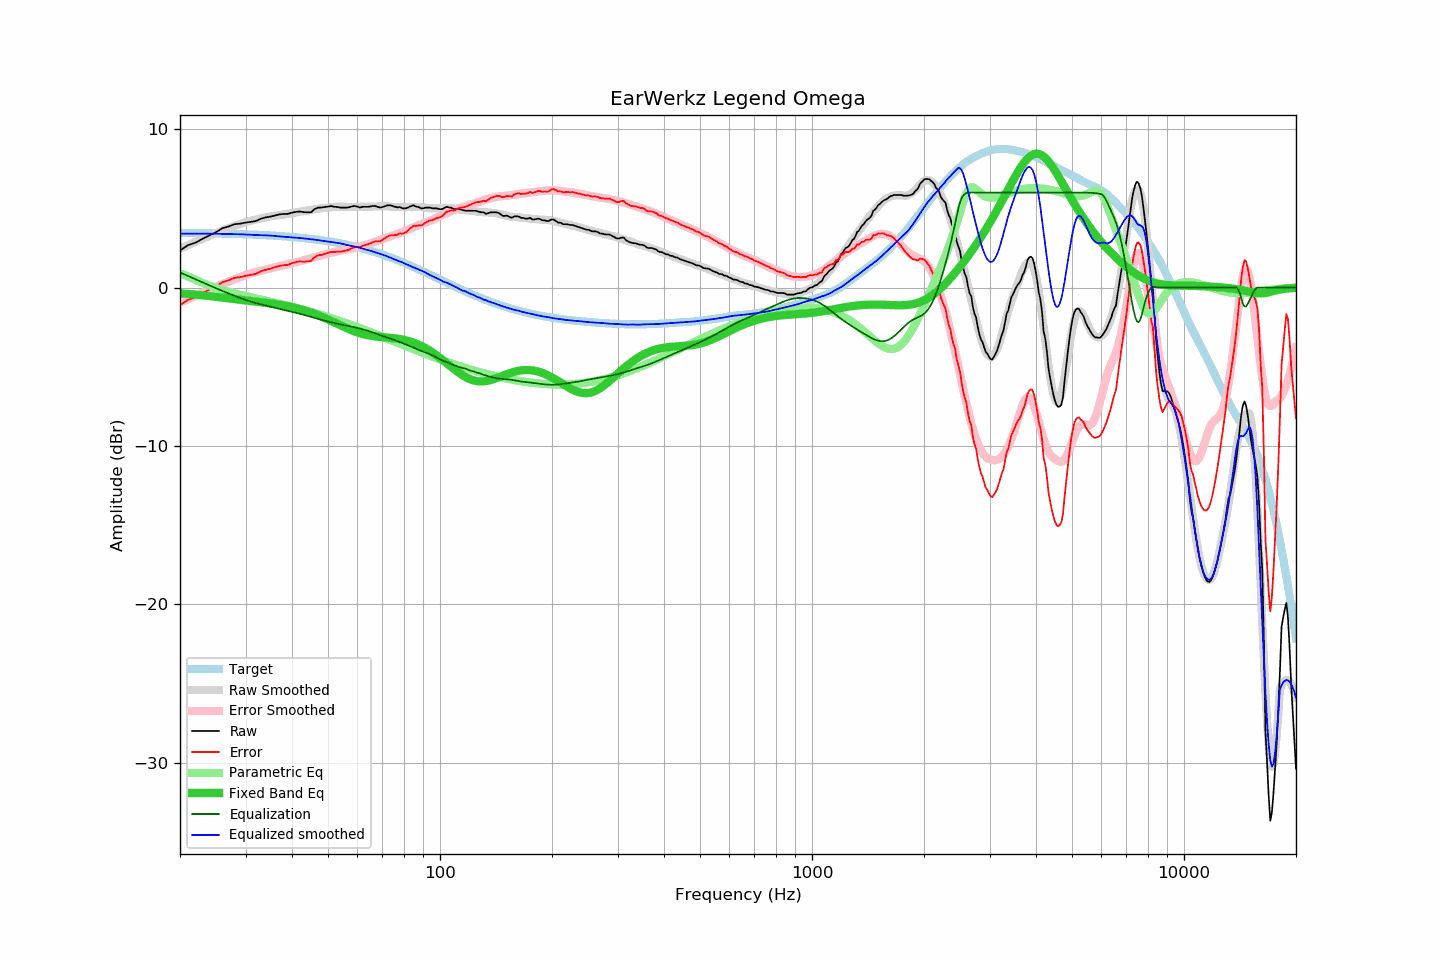 EarWerkz Legend Omega
10
0
−10
−20
−30
Amplitude (dBr)
Target
Raw Smoothed
Error Smoothed
Raw
Error
Parametric Eq
Fixed Band Eq
Equalization
Equalized smoothed
100
1000
10000
Frequency (Hz)